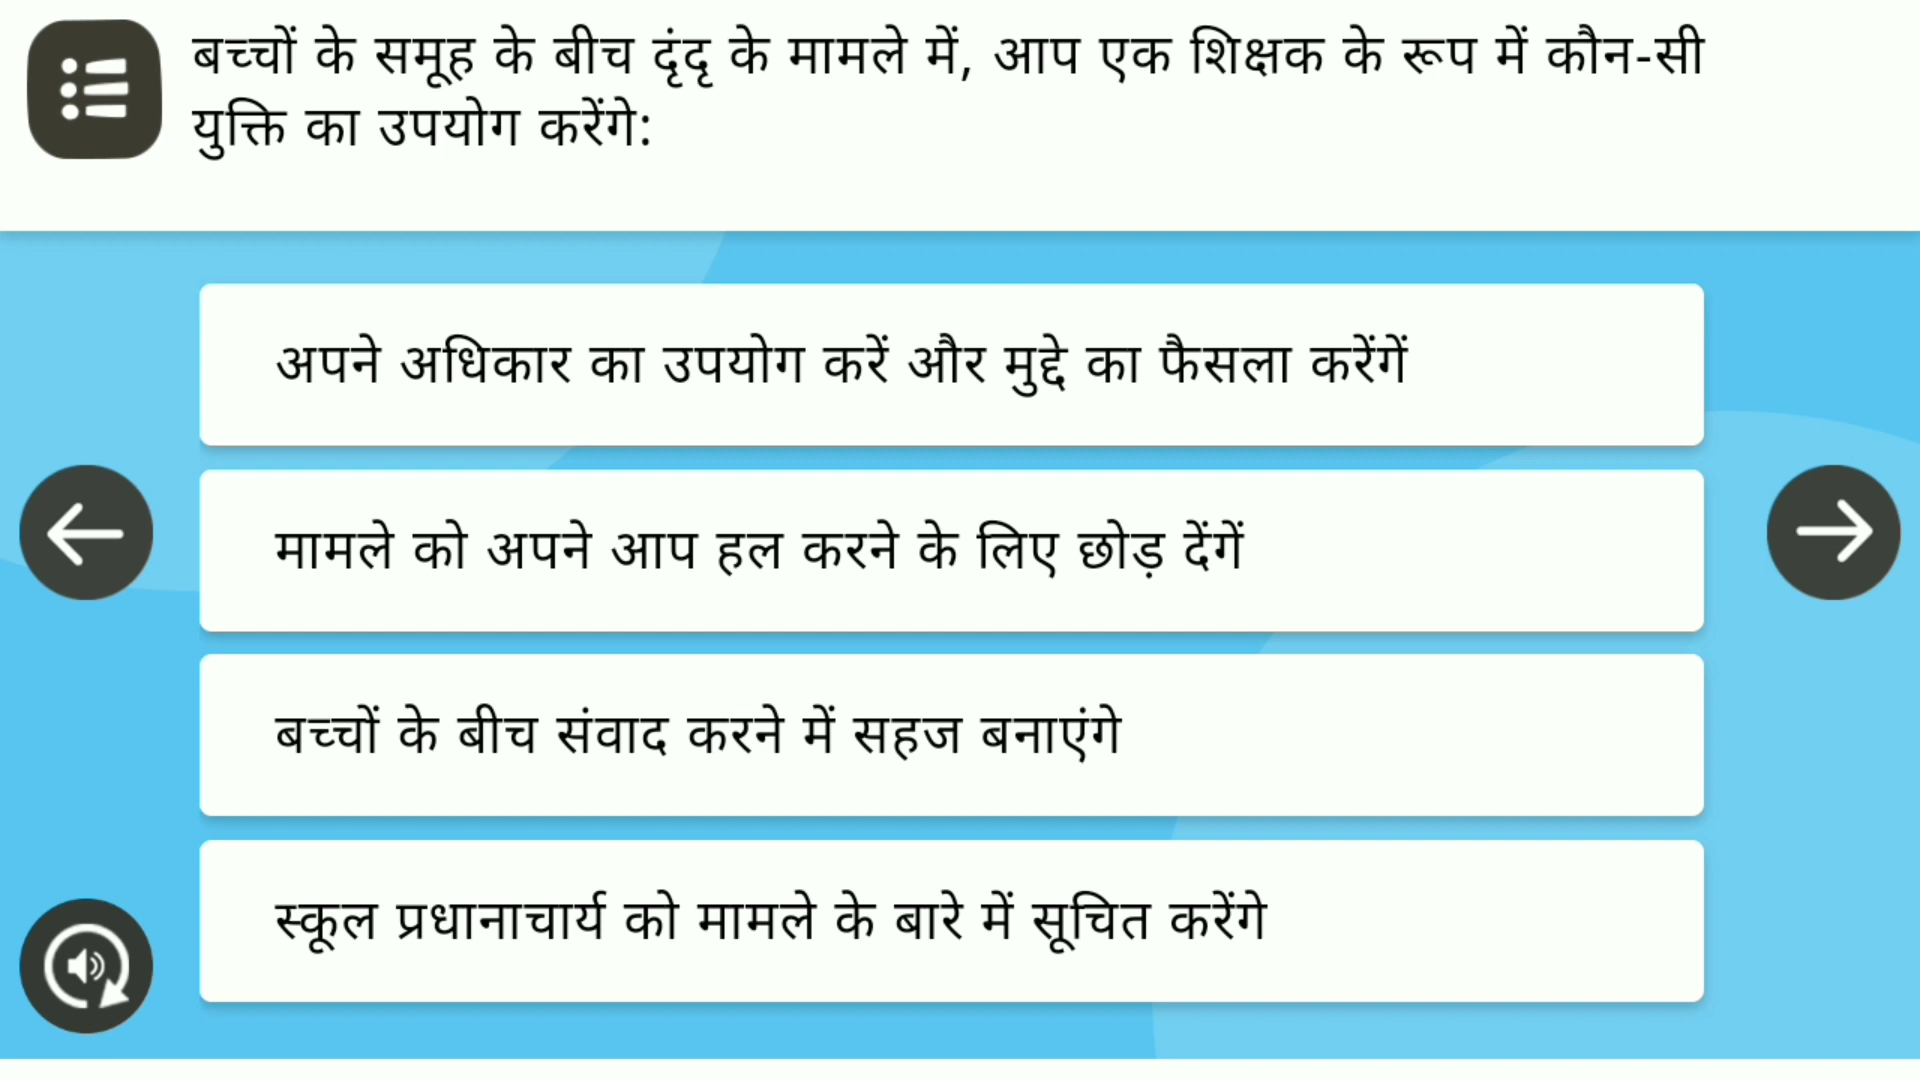 बच्चों के समूह के बीच दृंदृ के मामले में, आप एक शिक्षक के रूप में कौन-सी
युक्ति का उपयोग करेंगे:
अपने अधिकार का उपयोग करें और मुद्दे का फैसला करेंगें
मामले को अपने आप हल करने के लिए छोड़ देंगें
बच्चों के बीच संवाद करने में सहज बनाएंगे
स्कूल प्रधानाचार्य को मामले के बारे में सूचित करेंगे